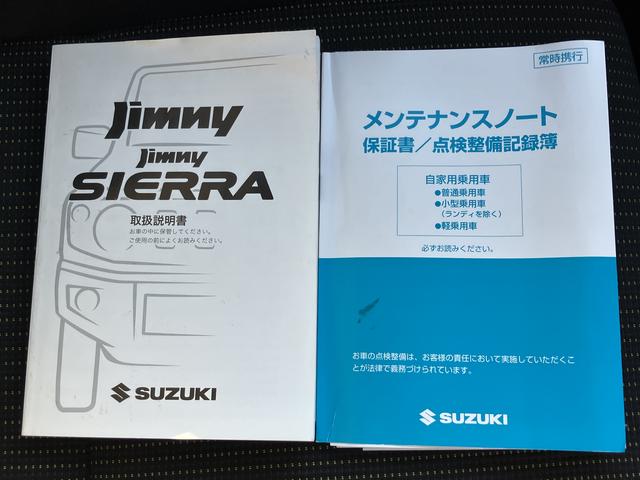 Jimny
Jimny
SIERRA
取扱説明書
お車の中に保管してください。
ご使用の前によくお読みください。
SUZUKI
常時携行
メンテナンスノート
保証書／点検整備記録簿
自家用乗用車
●普通乗用車
●小型乗用車
（ランディを除く）
●軽乗用車
必ずお読みください。
お車の点検整備は、お客様の責任において実施していただくこ
とが法律で義務づけられています。
SUZUKI